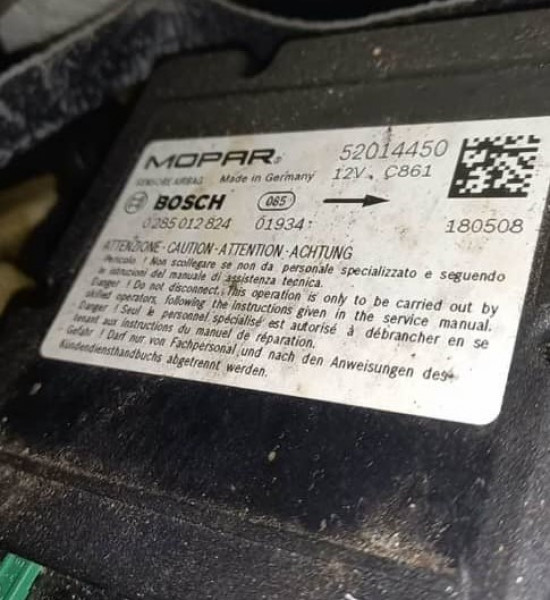 MOPAR® 52014450
SENSORE AIRBAG Made in Germany 12V. C861
BOSCH 085
0 285 012 824 01934 180508
ATTENZIONE-CAUTION-ATTENTION-ACHTUNG
Pericolo ! Non scollegare se non da personale specializzato e seguendo
le istruzioni del manuale di assistenza tecnica.
Danger ! Do not disconnect. This operation is only to be carried out by
skilled operators, following the instructions given in the service manual.
Danger ! Seul le personnel spécialisé est autorisé à débrancher en se
tenant aux instructions du manuel de réparation.
Gefahr ! Darf nur von Fachpersonal und nach den Anweisungen des
Kundendiensthandbuchs abgetrennt werden.